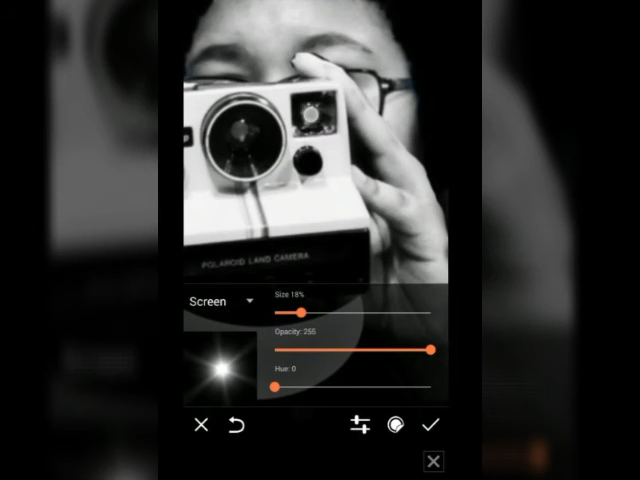 POLAROID LAND CAMERA
Screen
Size 18%
Opacity: 255
Hue: 0